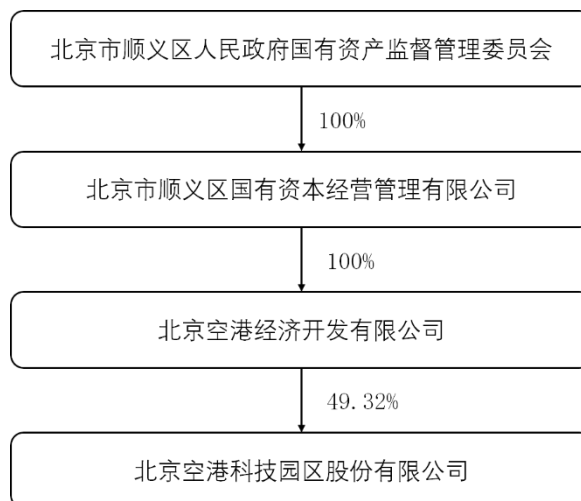 北京市顺义区人民政府国有资产监督管理委员会
100%
北京市顺义区国有资本经营管理有限公司
100%
北京空港经济开发有限公司
49.32%
北京空港科技园区股份有限公司